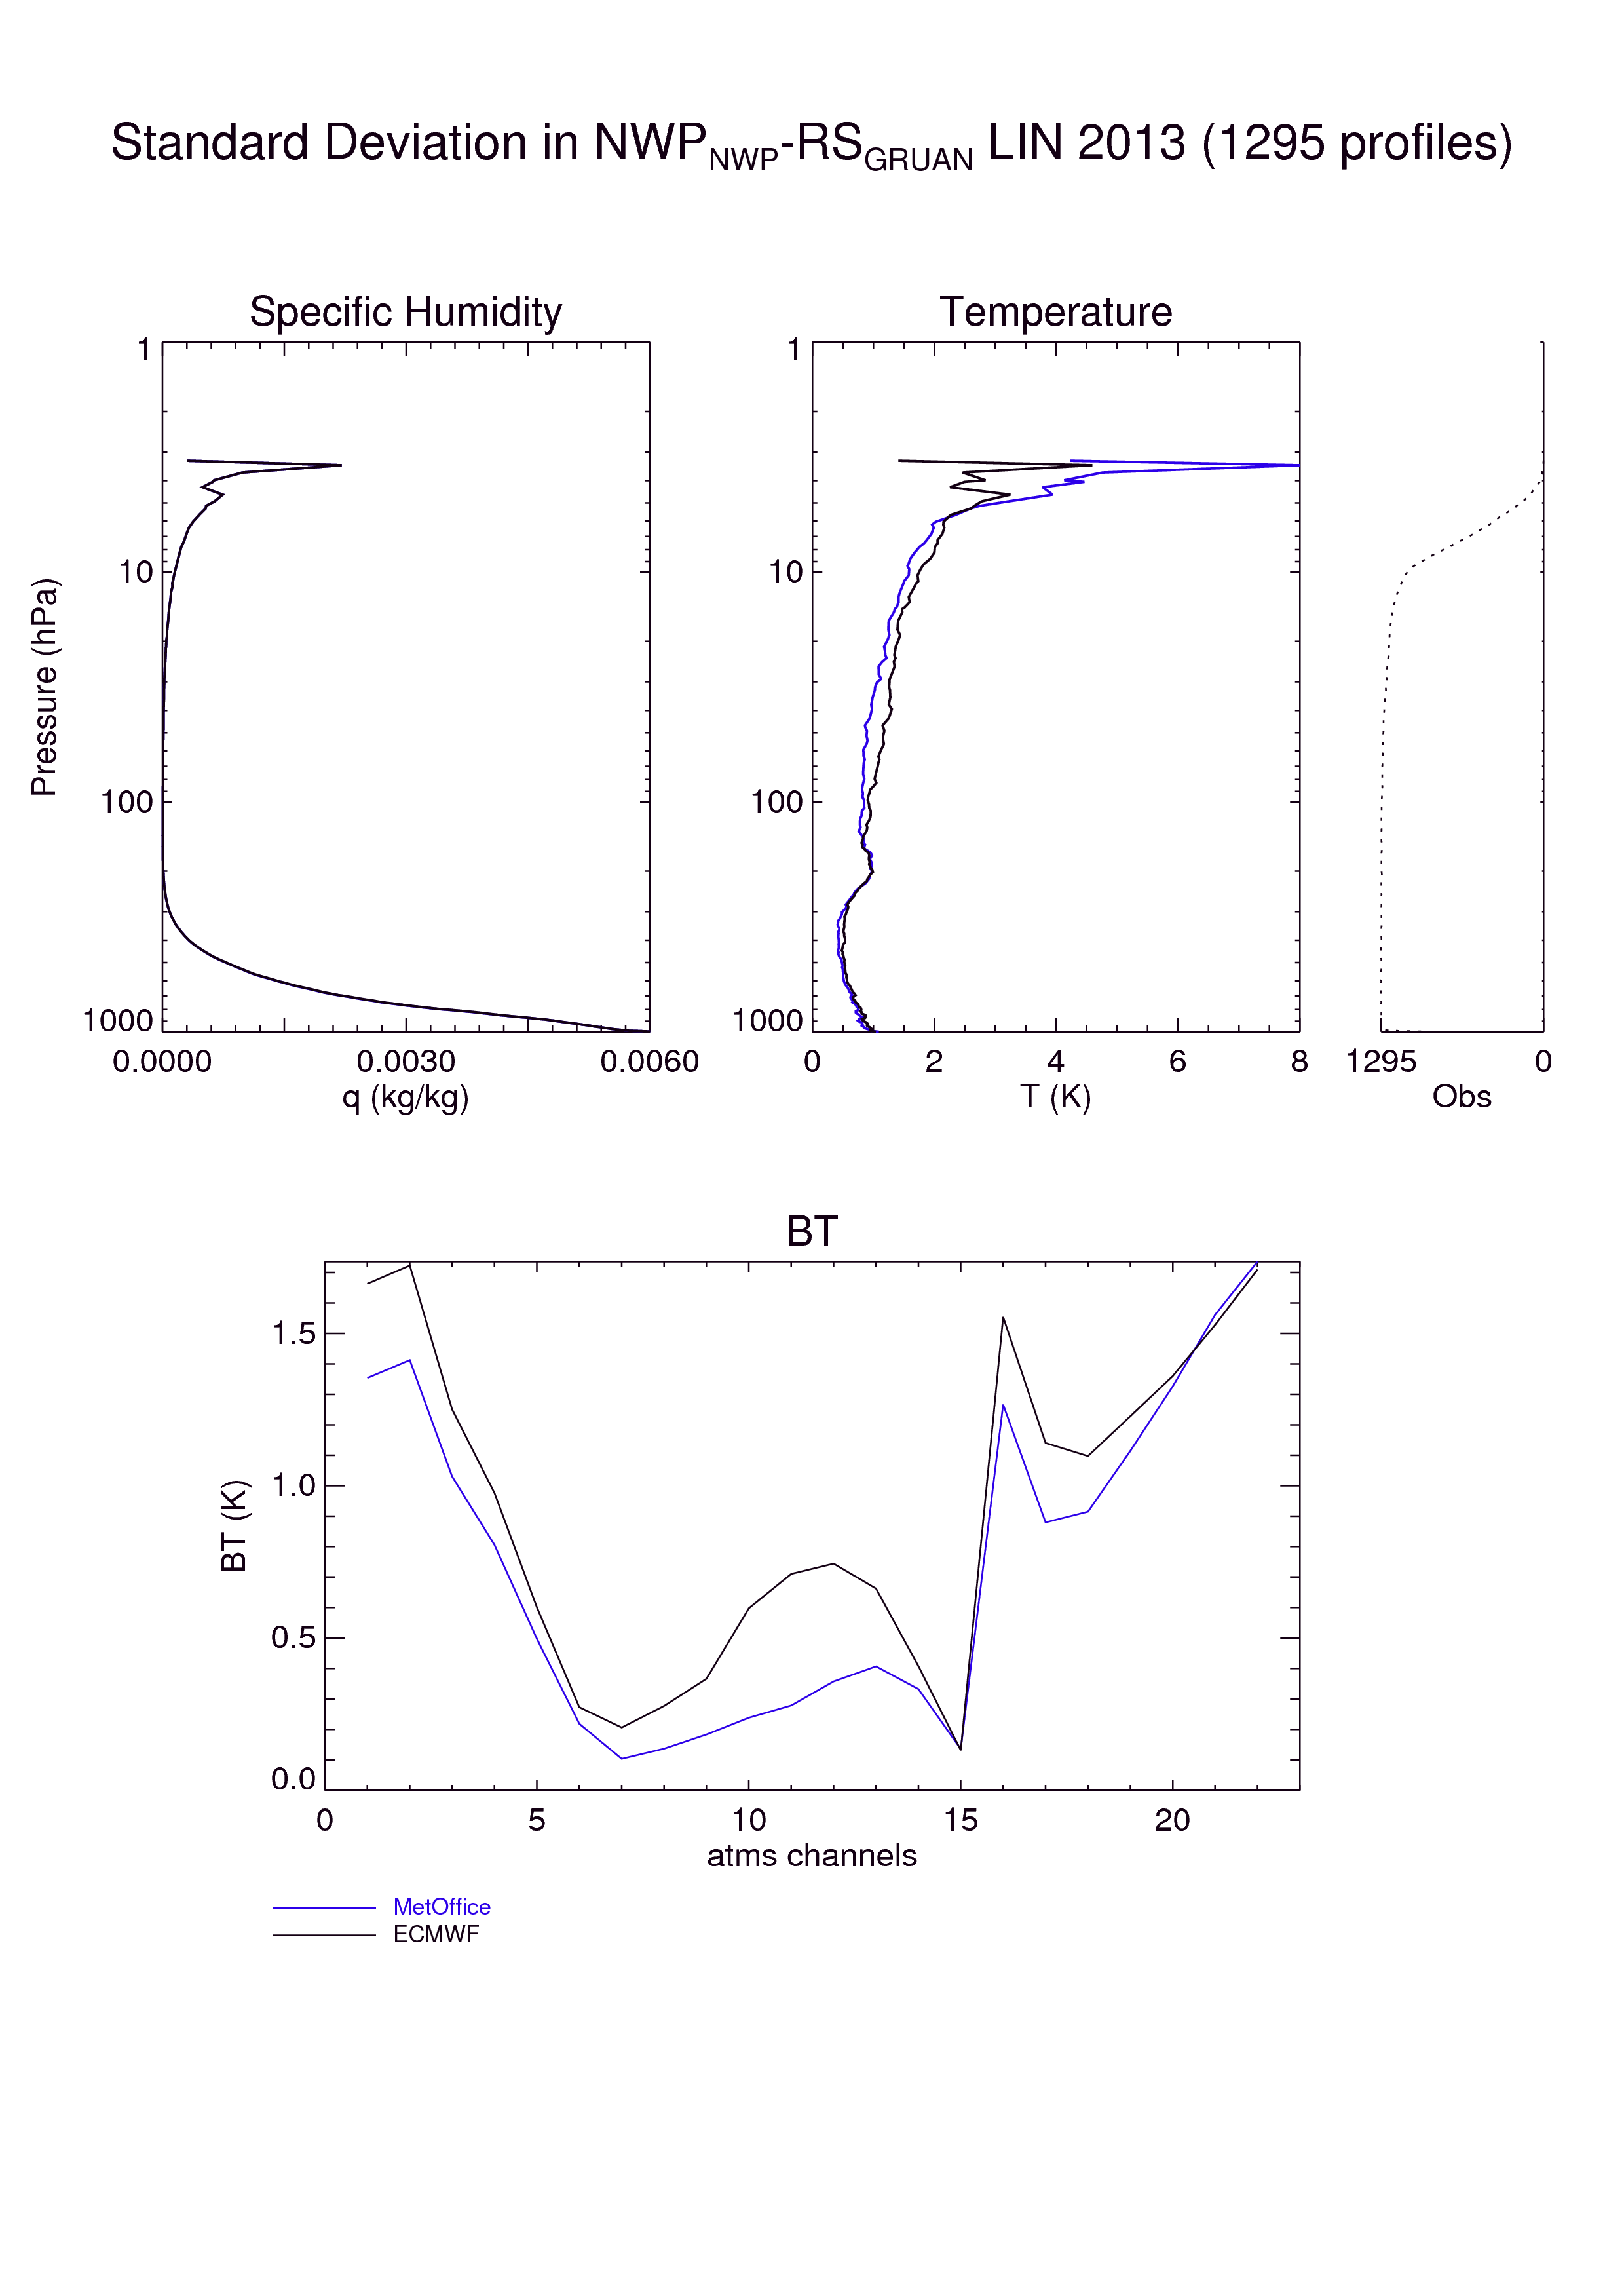 Standard Deviation in NWPNWP-RSGRUAN LIN 2013 (1295 profiles)
Specific Humidity
Temperature
Pressure (hPa)
1
10
100
1000
0.0000 0.0030 0.0060
q (kg/kg)
1
10
100
1000
0 2 4 6 8
T (K)
1295 0
Obs
BT
BT (K)
1.5
1.0
0.5
0.0
0 5 10 15 20
atms channels
MetOffice
ECMWF